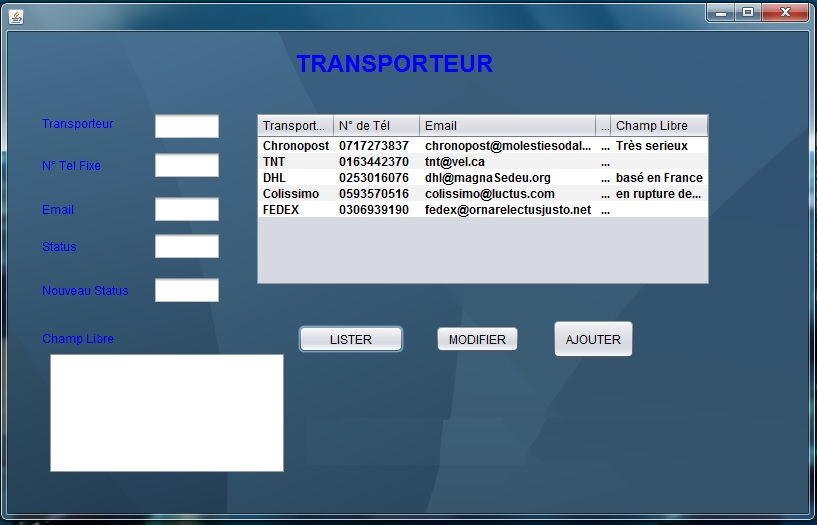 TRANSPORTEUR
Transporteur
N° Tel Fixe
Email
Status
Nouveau Status
Champ Libre
Transport... N° de Tél Email ... Champ Libre
Chronopost 0717273837 chronopost@molestiesodal... ... Très serieux
TNT 0163442370 tnt@vel.ca ...
DHL 0253016076 dhl@magnaSedeu.org ... basé en France
Colissimo 0593570516 colissimo@luctus.com ... en rupture de...
FEDEX 0306939190 fedex@ornarelectusjusto.net ...
LISTER MODIFIER AJOUTER